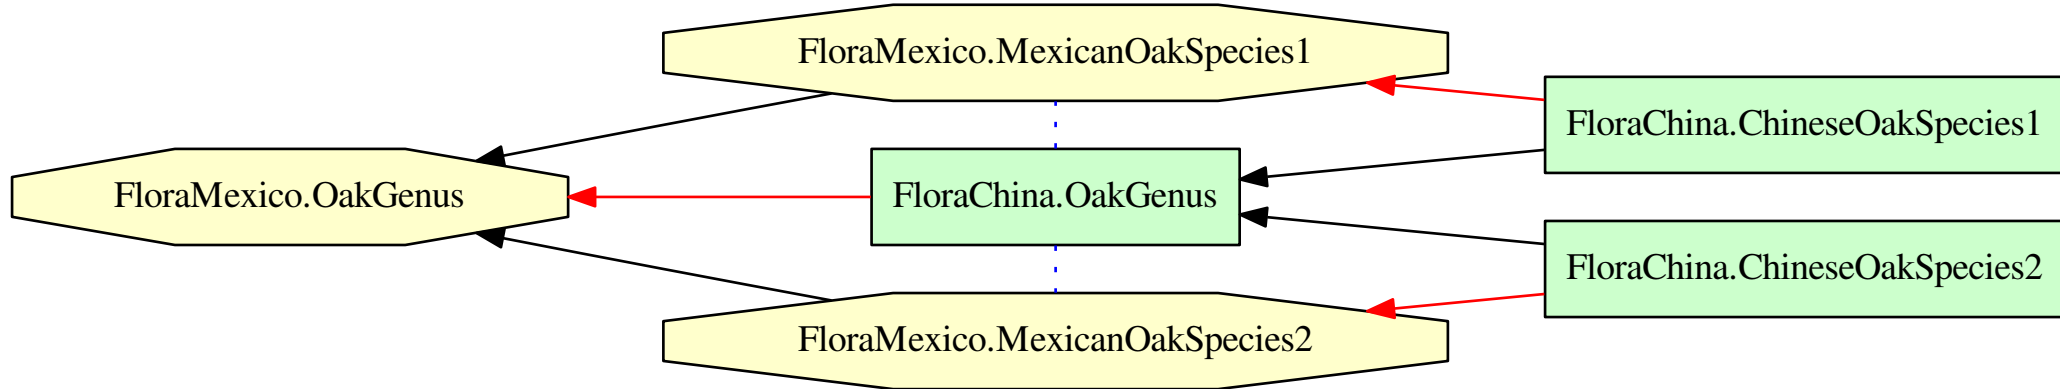 FloraMexico.MexicanOakSpecies1
FloraChina.ChineseOakSpecies1
FloraMexico.OakGenus
FloraChina.OakGenus
FloraChina.ChineseOakSpecies2
FloraMexico.MexicanOakSpecies2